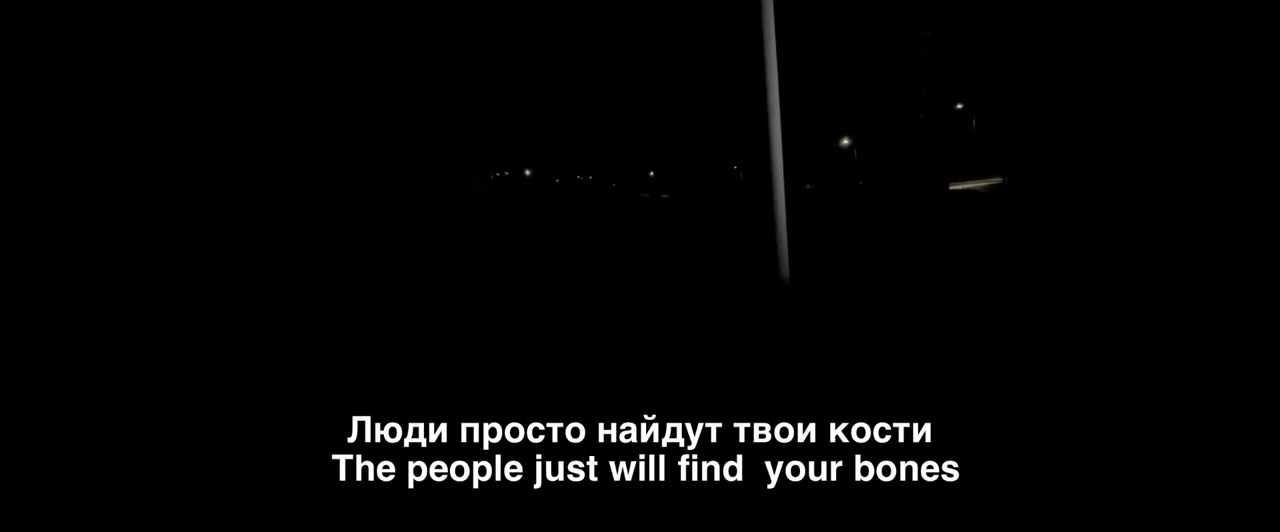 Люди просто найдут твои кости
The people just will find  your bones